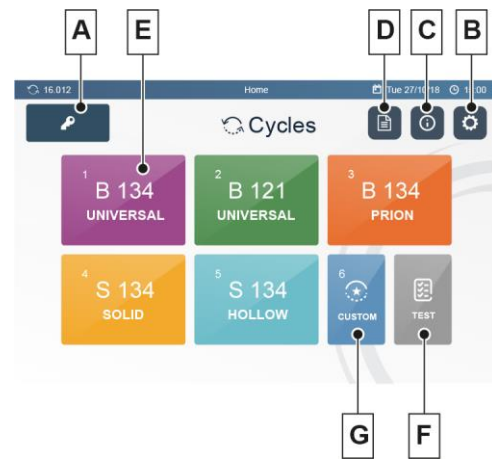 A E D C B
16.012 Home Tue 27/10/18
Cycles
1 2 3
B 134 B 121 B 134
UNIVERSAL UNIVERSAL PRION
4 5 6
S 134 S 134
SOLID HOLLOW CUSTOM TEST
G F